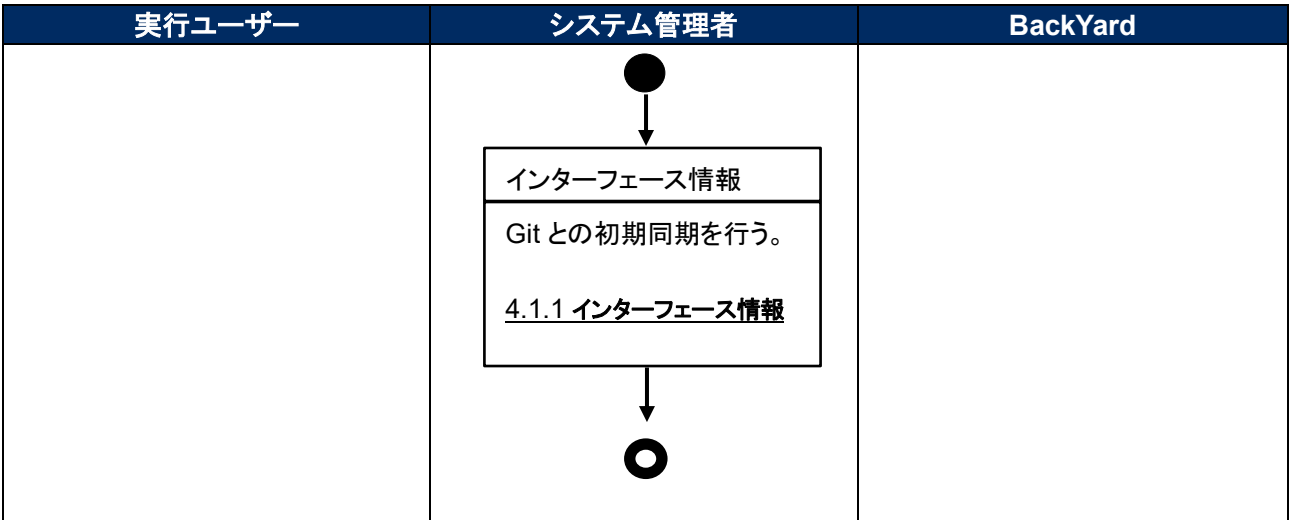 実行ユーザー
システム管理者
BackYard
インターフェース情報
Git との初期同期を行う。
4.1.1 インターフェース情報